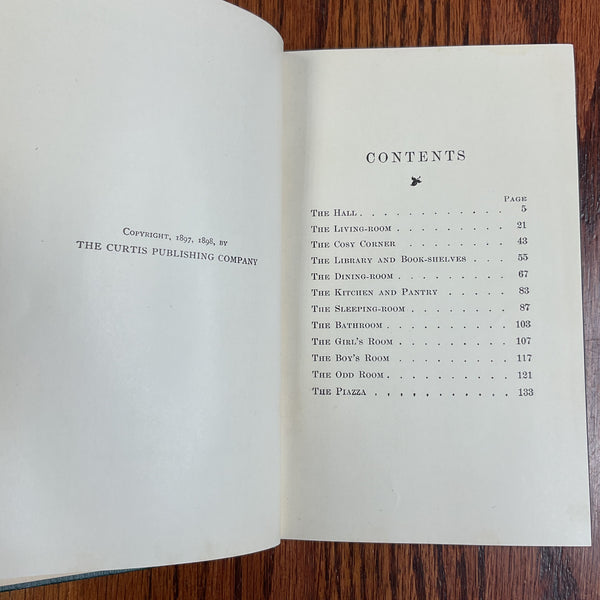 COPYRIGHT, 1897, 1898, BY
THE CURTIS PUBLISHING COMPANY
CONTENTS
PAGE
THE HALL . . . . . . . . . . . . 5
THE LIVING-ROOM . . . . . . . . . . 21
THE COSY CORNER . . . . . . . . . 43
THE LIBRARY AND BOOK-SHELVES . . . 55
THE DINING-ROOM . . . . . . . . . . 67
THE KITCHEN AND PANTRY . . . . . 83
THE SLEEPING-ROOM . . . . . . . . 87
THE BATHROOM . . . . . . . . . . 103
THE GIRL'S ROOM . . . . . . . . . 107
THE BOY'S ROOM . . . . . . . . . 117
THE ODD ROOM . . . . . . . . . . 121
THE PIAZZA . . . . . . . . . . . 133